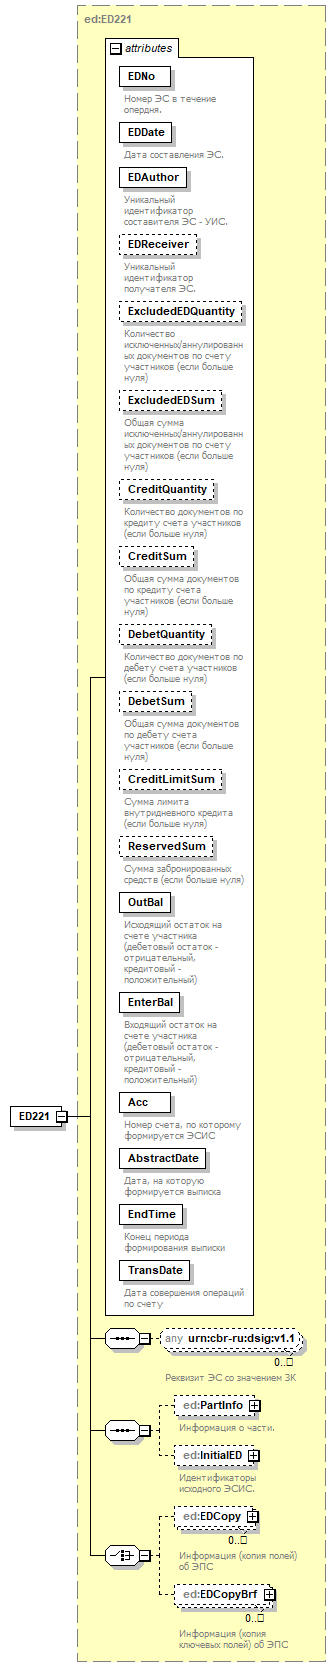 ed:ED221
attributes
EDNo
Номер ЭС в течение
опердня.
EDDate
Дата составления ЭС.
EDAuthor
Уникальный
идентификатор
составителя ЭС - УИС.
EDReceiver
Уникальный
идентификатор
получателя ЭС.
ExcludedEDQuantity
Количество
исключенных/аннулированн
ых документов по счету
участников (если больше
нуля)
ExcludedEDSum
Общая сумма
исключенных/аннулированн
ых документов по счету
участников (если больше
нуля)
CreditQuantity
Количество документов по
кредиту счета участников
(если больше нуля)
CreditSum
Общая сумма документов
по кредиту счета
участников (если больше
нуля)
DebetQuantity
Количество документов по
дебету счета участников
(если больше нуля)
DebetSum
Общая сумма документов
по дебету счета
участников (если больше
нуля)
CreditLimitSum
Сумма лимита
внутридневного кредита
(если больше нуля)
ReservedSum
Сумма забронированных
средств (если больше нуля)
OutBal
Исходящий остаток на
счете участника
(дебетовый остаток -
отрицательный,
кредитовый -
положительный)
EnterBal
Входящий остаток на
счете участника
(дебетовый остаток -
отрицательный,
кредитовый -
положительный)
Acc
Номер счета, по которому
формируется ЭСИС
AbstractDate
Дата, на которую
формируется выписка
EndTime
Конец периода
формирования выписки
TransDate
Дата совершения операций
по счету
ED221
any urn:cbr-ru:dsig:v1.1
0..□
Реквизит ЭС со значением ЗК
ed:PartInfo
Информация о части.
ed:InitialED
Идентификаторы
исходного ЭСИС.
ed:EDCopy
0..□
Информация (копия полей)
об ЭПС
ed:EDCopyBrf
0..□
Информация (копия
ключевых полей) об ЭПС